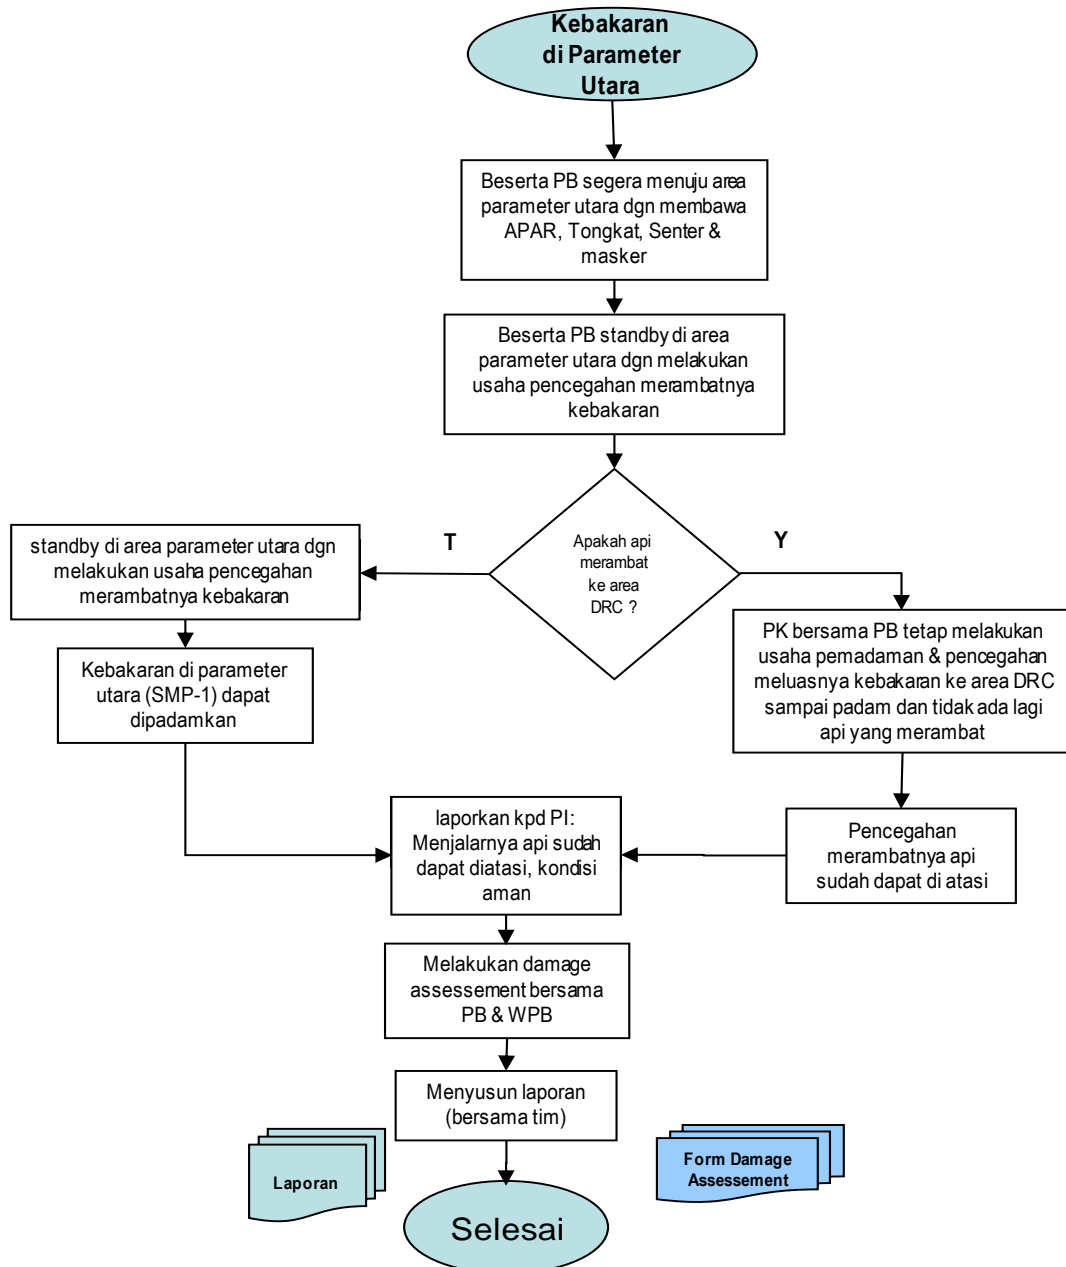 Kebakaran
di Parameter
Utara
Beserta PB segera menuju area
parameter utara dgn membawa
APAR, Tongkat, Senter &
masker
Beserta PB standby di area
parameter utara dgn melakukan
usaha pencegahan merambatnya
kebakaran
T
Apakah api
merambat
ke area
DRC ?
Y
standby di area parameter utara dgn
melakukan usaha pencegahan
merambatnya kebakaran
PK bersama PB tetap melakukan
usaha pemadaman & pencegahan
meluasnya kebakaran ke area DRC
sampai padam dan tidak ada lagi
api yang merambat
Kebakaran di parameter
utara (SMP-1) dapat
dipadamkan
laporkan kpd PI:
Menjalarnya api sudah
dapat diatasi, kondisi
aman
Pencegahan
merambatnya api
sudah dapat di atasi
Melakukan damage
assessement bersama
PB & WPB
Menyusun laporan
(bersama tim)
Laporan
Form Damage
Assessement
Selesai